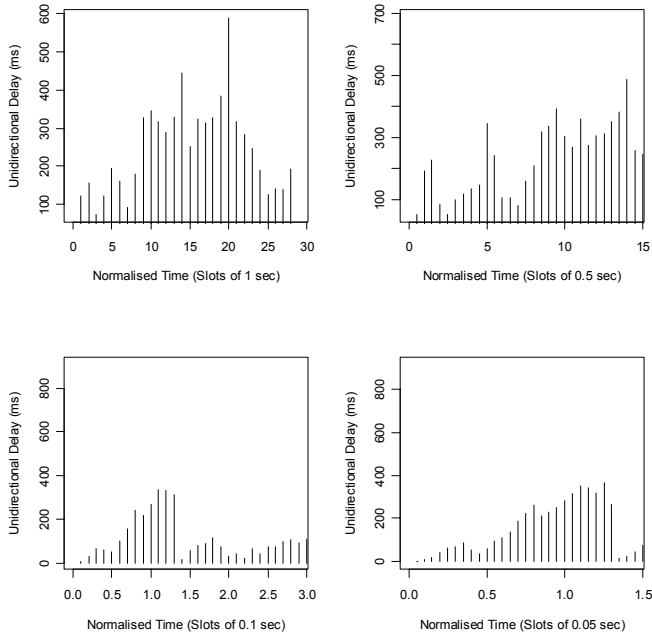 600
500
400
300
200
100
Unidirectional Delay (ms)
0 5 10 15 20 25 30
Normalised Time (Slots of 1 sec)
700
500
300
100
Unidirectional Delay (ms)
0 5 10 15
Normalised Time (Slots of 0.5 sec)
800
600
400
200
0
Unidirectional Delay (ms)
0.0 0.5 1.0 1.5 2.0 2.5 3.0
Normalised Time (Slots of 0.1 sec)
800
600
400
200
0
Unidirectional Delay (ms)
0.0 0.5 1.0 1.5
Normalised Time (Slots of 0.05 sec)